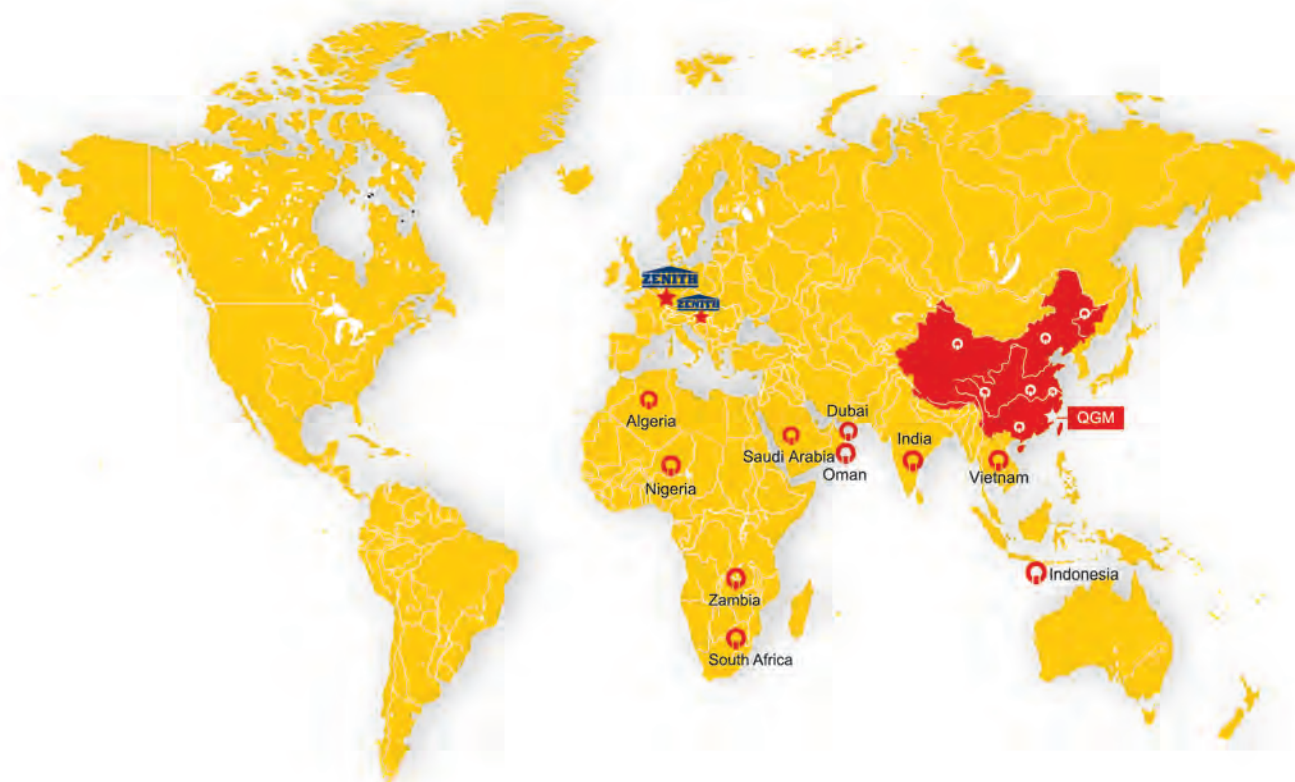 ZENITH
ZENITH
QGM
Algeria
Dubai
India
Saudi Arabia
Oman
Vietnam
Nigeria
Indonesia
Zambia
South Africa